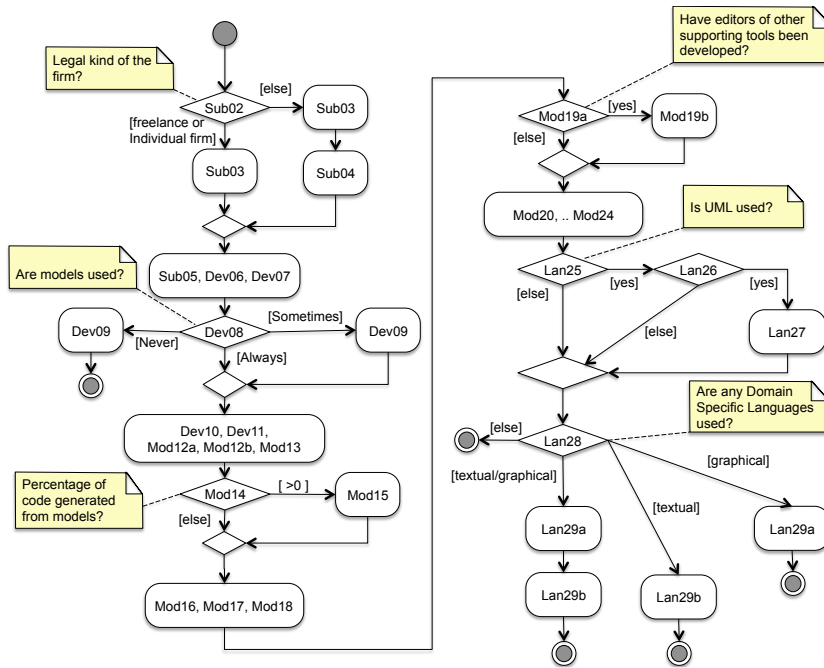 Legal kind of the
firm?
Sub02
[else]
Sub03
[freelance or
Individual firm]
Sub03
Sub04
Are models used?
Sub05, Dev06, Dev07
Dev09
[Never]
Dev08
[Sometimes]
Dev09
[Always]
Dev10, Dev11,
Mod12a, Mod12b, Mod13
Percentage of
code generated
from models?
Mod14
[ >0 ]
Mod15
[else]
Mod16, Mod17, Mod18
Have editors of other
supporting tools been
developed?
Mod19a
[yes]
Mod19b
[else]
Mod20, .. Mod24
Is UML used?
Lan25
[yes]
Lan26
[else]
[yes]
[else]
Lan27
Are any Domain
Specific Languages
used?
[else]
Lan28
[textual/graphical]
[graphical]
[textual]
Lan29a
Lan29a
Lan29b
Lan29b